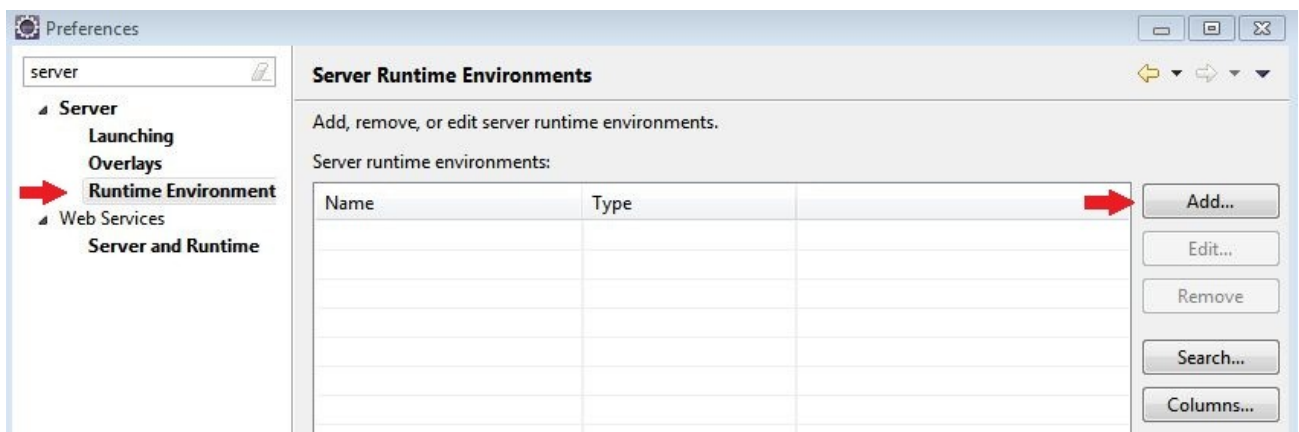 Preferences
server
Server
Launching
Overlays
Runtime Environment
Web Services
Server and Runtime
Server Runtime Environments
Add, remove, or edit server runtime environments.
Server runtime environments:
Name Type
Add...
Edit...
Remove
Search...
Columns...